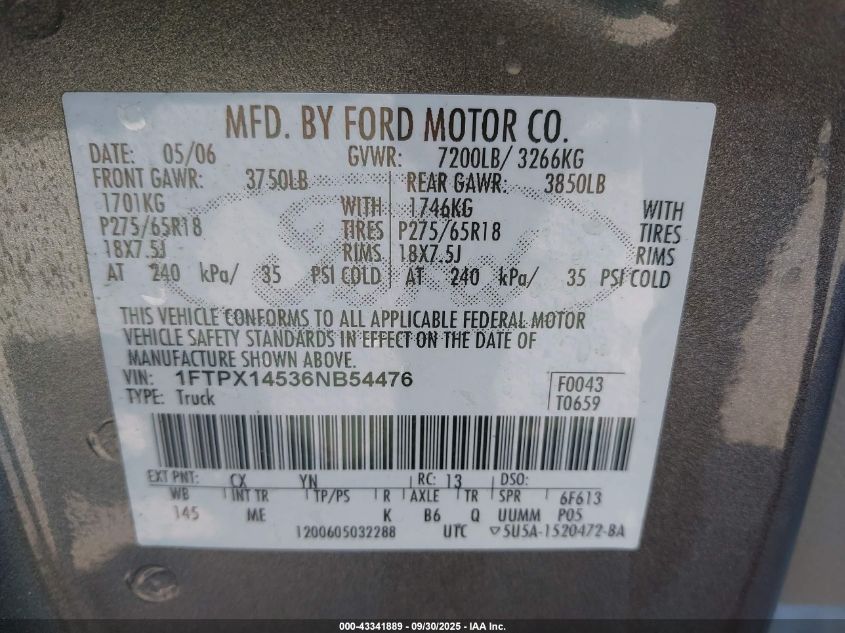 MFD. BY FORD MOTOR CO.
DATE: 05/06 GVWR: 7200LB/ 3266KG
FRONT GAWR: 3750LB REAR GAWR: 3850LB
1701KG WITH 1746KG WITH
P275/65R18 TIRES P275/65R18 TIRES
18X7.5J RIMS 18X7.5J RIMS
AT 240 kPa/ 35 PSI COLD AT 240 kPa/ 35 PSI COLD
THIS VEHICLE CONFORMS TO ALL APPLICABLE FEDERAL MOTOR
VEHICLE SAFETY STANDARDS IN EFFECT ON THE DATE OF
MANUFACTURE SHOWN ABOVE.
VIN: 1FTPX14536NB54476 F0043
TYPE: Truck T0659
EXT PNT: CX YN RC: 13 DSO:
WB INT TR TP/PS R AXLE TR SPR 6F613
145 ME K B6 Q UUMM P05
1200605032288 UTC ▽5U5A-1520472-BA
000-43341889 - 09/30/2025 - IAA Inc.